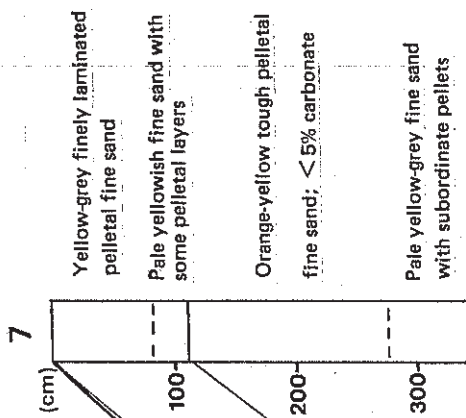 7
(cm)
Yellow-grey finely laminated
pelletal fine sand
Pale yellowish fine sand with
some pelletal layers
100
Orange-yellow tough pelletal
fine sand; <5% carbonate
200
Pale yellow-grey fine sand
with subordinate pellets
300